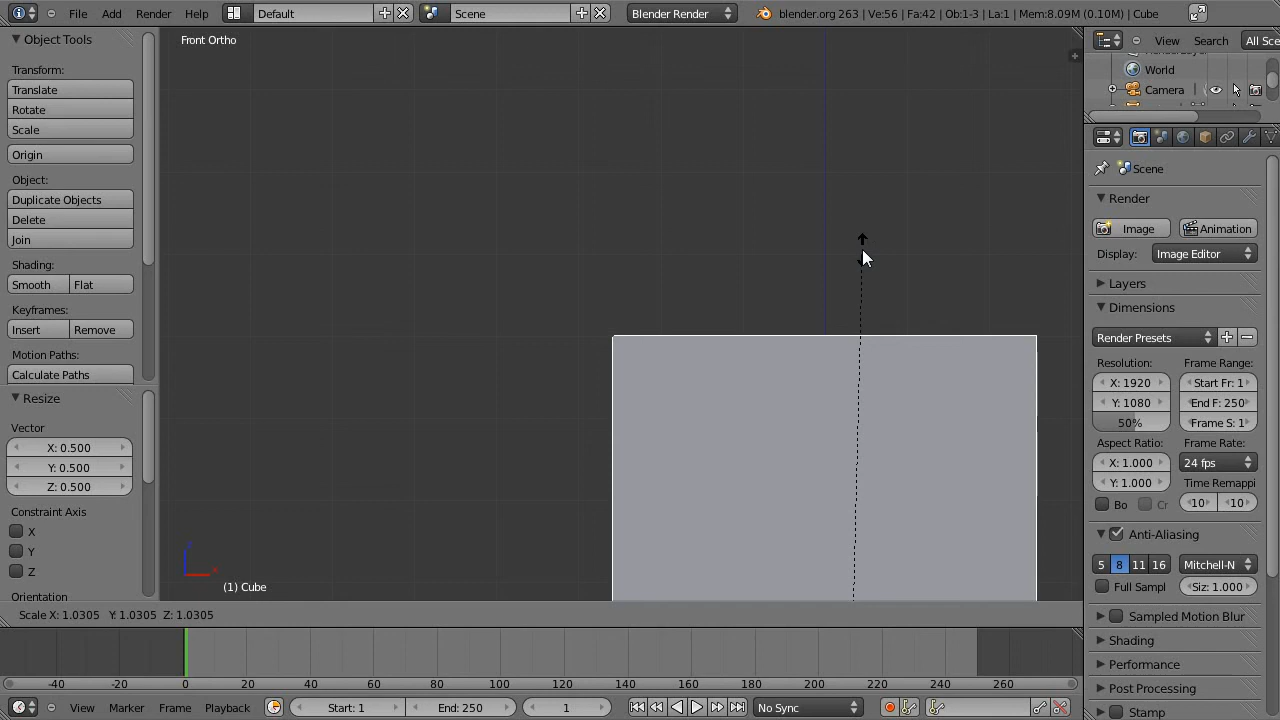 File Add Render Help Default Scene Blender Render blender.org 263 | Ve:56 | Fa:42 | Ob:1-3 | La:1 | Mem:8.09M (0.10M) | Cube
Object Tools
Transform:
Translate
Rotate
Scale
Origin
Object:
Duplicate Objects
Delete
Join
Shading:
Smooth Flat
Keyframes:
Insert Remove
Motion Paths:
Calculate Paths
Resize
Vector
X: 0.500
Y: 0.500
Z: 0.500
Constraint Axis
X
Y
Z
Orientation
Front Ortho
(1) Cube
Scale X: 1.0305 Y: 1.0305 Z: 1.0305
View Search All Sce
World
Camera
Scene
Render
Image Animation
Display: Image Editor
Layers
Dimensions
Render Presets
Resolution: Frame Range:
X: 1920 Start Fr: 1
Y: 1080 End F: 250
50% Frame S: 1
Aspect Ratio: Frame Rate:
X: 1.000 24 fps
Y: 1.000 Time Remappi
Bo Cr 10 10
Anti-Aliasing
5 8 11 16 Mitchell-N
Full Sampl Siz: 1.000
Sampled Motion Blur
Shading
Performance
Post Processing
Stamp
-40 -20 0 20 40 60 80 100 120 140 160 180 200 220 240 260
View Marker Frame Playback Start: 1 End: 250 1 No Sync